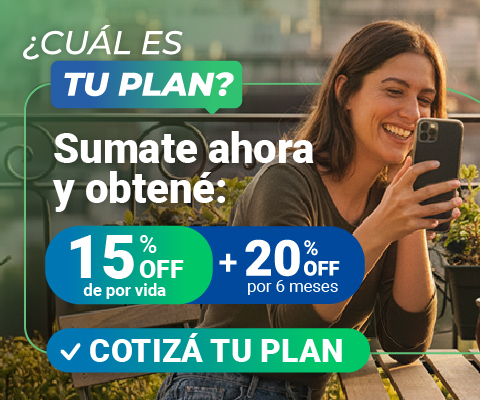 ¿CUÁL ES
TU PLAN?
Sumate ahora
y obtené:
15% OFF
de por vida
+ 20% OFF
por 6 meses
COTIZÁ TU PLAN